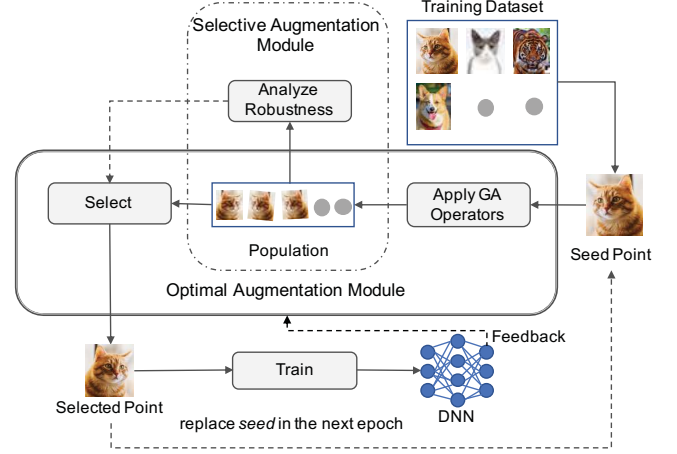 Training Dataset
Selective Augmentation
Module
Analyze
Robustness
Select
Apply GA
Operators
Population
Seed Point
Optimal Augmentation Module
Feedback
Train
Selected Point
DNN
replace seed in the next epoch